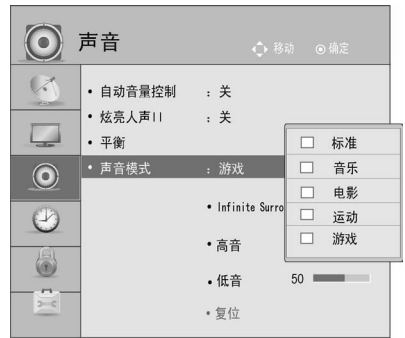 声音
移动 ⊙确定
• 自动音量控制 : 关
• 炫亮人声II : 关
• 平衡
• 声音模式 : 游戏
标准
音乐
电影
运动
游戏
• Infinite Surro
• 高音
• 低音 50
• 复位